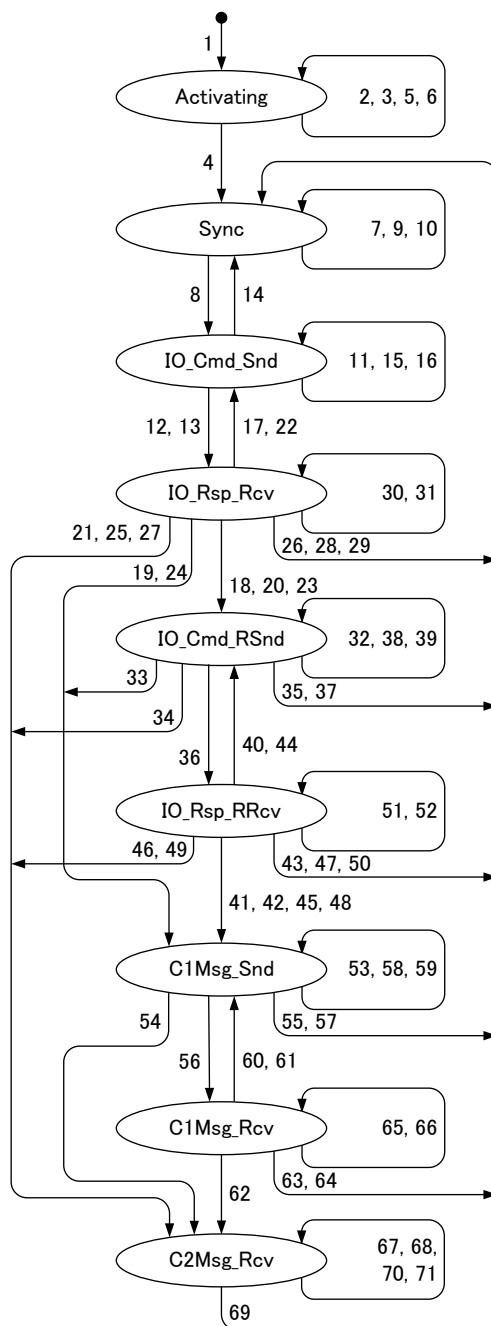 1
Activating
2, 3, 5, 6
4
Sync
7, 9, 10
8
14
IO_Cmd_Snd
11, 15, 16
12, 13
17, 22
IO_Rsp_Rcv
30, 31
21, 25, 27
26, 28, 29
19, 24
18, 20, 23
IO_Cmd_RSnd
32, 38, 39
33
35, 37
34
36
40, 44
IO_Rsp_RRcv
51, 52
46, 49
43, 47, 50
41, 42, 45, 48
C1Msg_Snd
53, 58, 59
54
55, 57
56
60, 61
C1Msg_Rcv
65, 66
62
63, 64
C2Msg_Rcv
67, 68,
70, 71
69